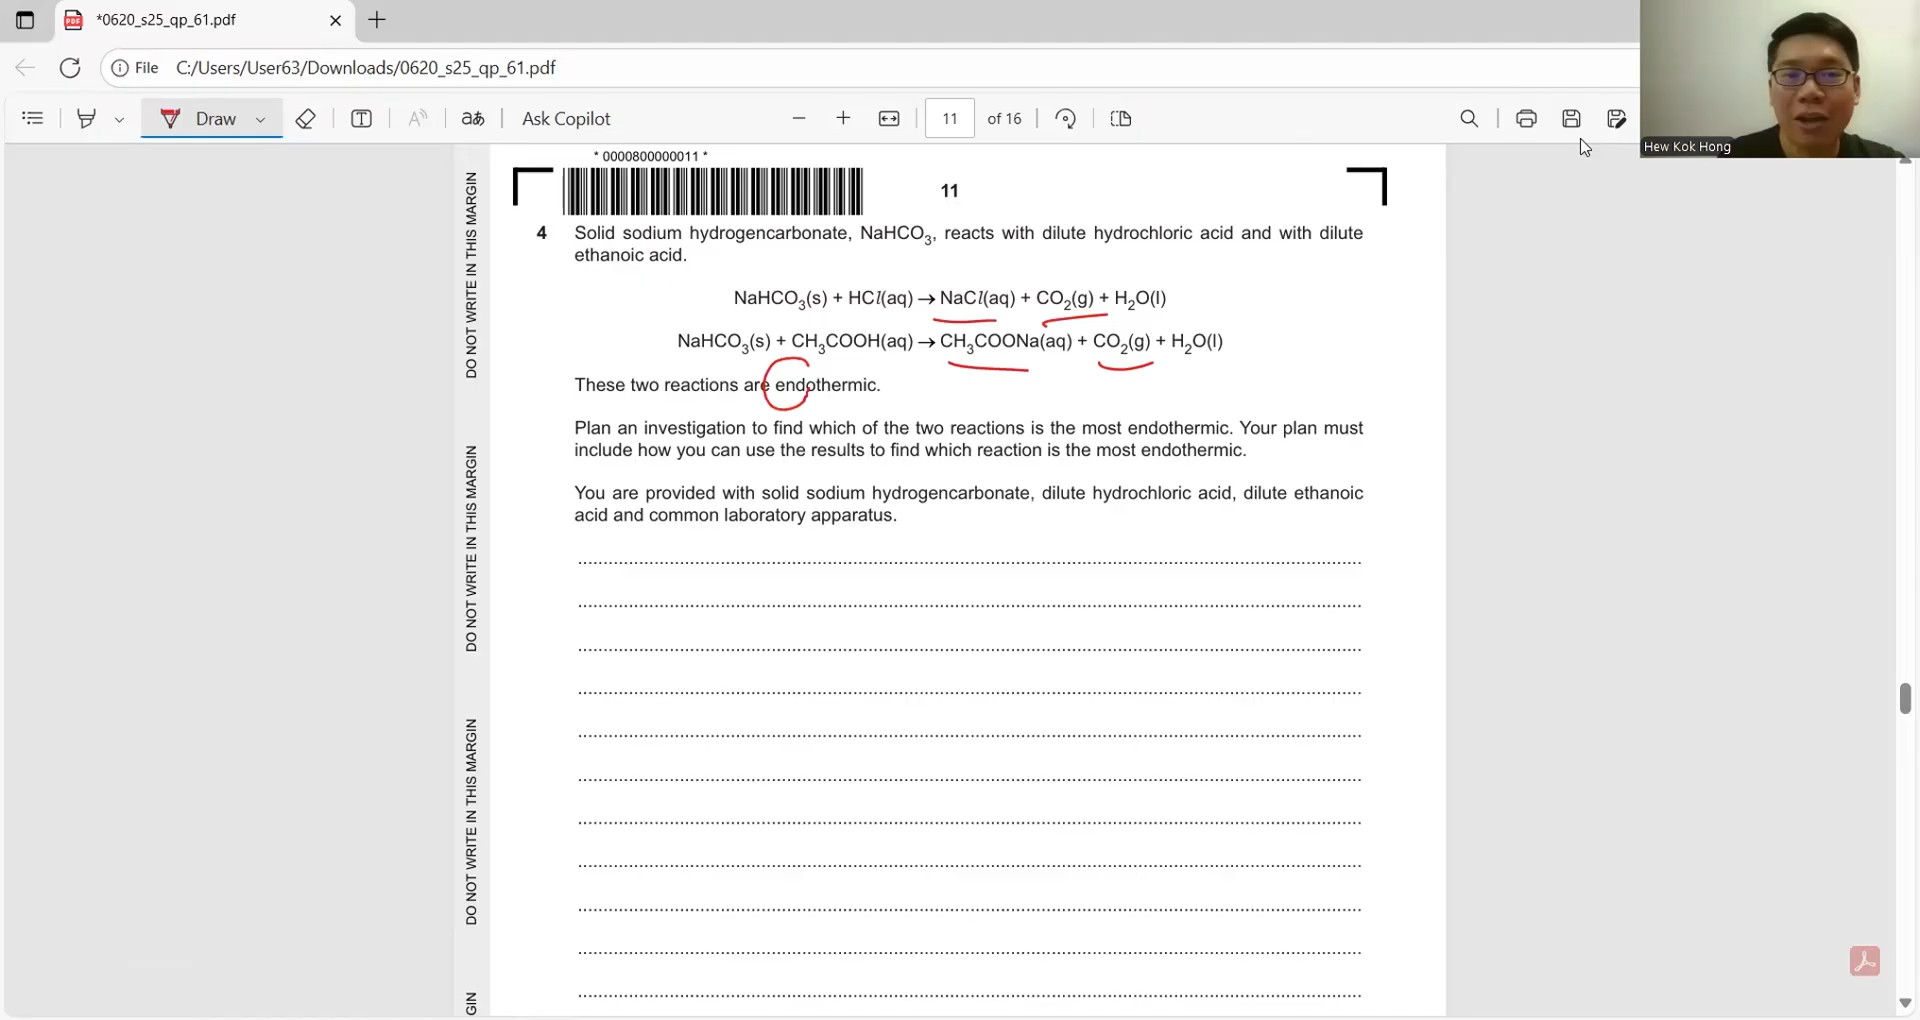 *0620_s25_qp_61.pdf
File C:/Users/User63/Downloads/0620_s25_qp_61.pdf
Draw
aあ
Ask Copilot
11 of 16
Hew Kok Hong
* 0000800000011 *
11
4 Solid sodium hydrogencarbonate, NaHCO3, reacts with dilute hydrochloric acid and with dilute
ethanoic acid.
NaHCO3(s) + HCl(aq) → NaCl(aq) + CO2(g) + H2O(l)
NaHCO3(s) + CH3COOH(aq) → CH3COONa(aq) + CO2(g) + H2O(l)
These two reactions are endothermic.
Plan an investigation to find which of the two reactions is the most endothermic. Your plan must
include how you can use the results to find which reaction is the most endothermic.
You are provided with solid sodium hydrogencarbonate, dilute hydrochloric acid, dilute ethanoic
acid and common laboratory apparatus.
DO NOT WRITE IN THIS MARGIN
DO NOT WRITE IN THIS MARGIN
DO NOT WRITE IN THIS MARGIN
GIN